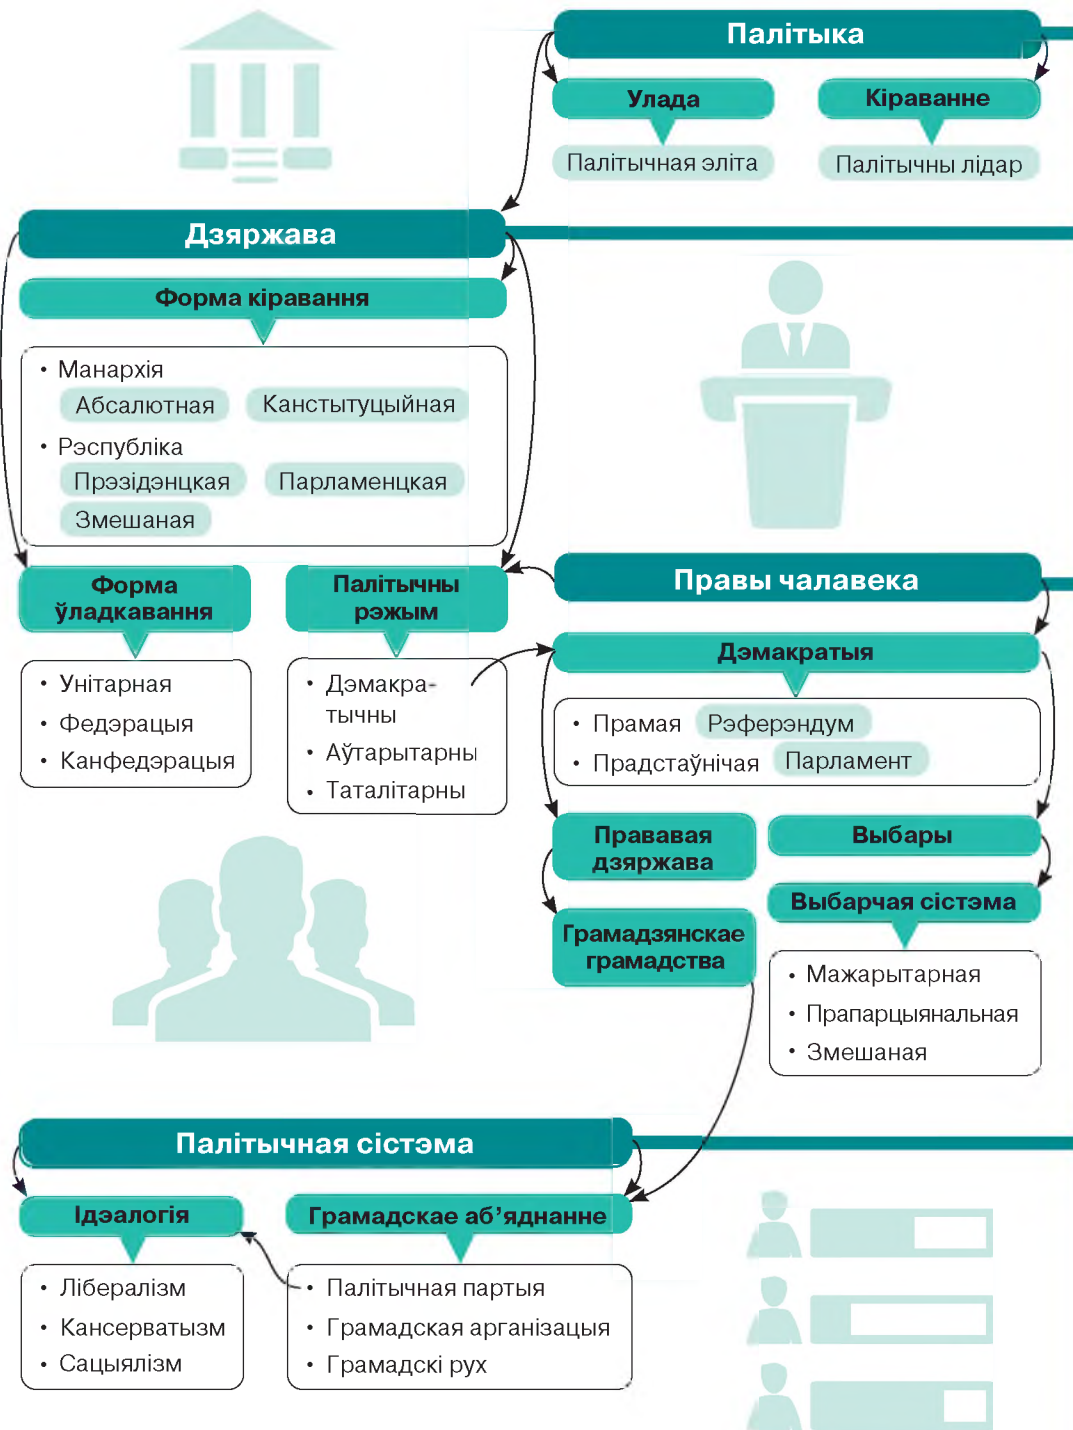 Палітыка
Улада
Кіраванне
Палітычная эліта
Палітычны лідар
Дзяржава
Форма кіравання
• Манархія
Абсалютная
Канстытуцыйная
• Рэспубліка
Прэзідэнцкая
Парламенцкая
Змешаная
Форма
ўладкавання
• Унітарная
• Федэрацыя
• Канфедэрацыя
Палітычны
рэжым
• Дэмакра-
тычны
• Аўтарытарны
• Таталітарны
Правы чалавека
Дэмакратыя
• Прамая Рэферэндум
• Прадстаўнічая Парламент
Прававая
дзяржава
Грамадзянскае
грамадства
Выбары
Выбарчая сістэма
• Мажарытарная
• Прапарцыянальная
• Змешаная
Палітычная сістэма
Ідэалогія
• Лібералізм
• Кансерватызм
• Сацыялізм
Грамадскае аб’яднанне
• Палітычная партыя
• Грамадская арганізацыя
• Грамадскі рух